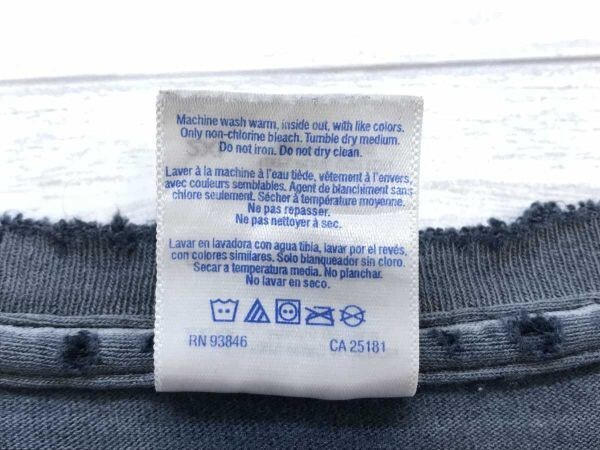 Machine wash warm, inside out, with like colors.
Only non-chlorine bleach. Tumble dry medium.
Do not iron. Do not dry clean.
Laver à la machine à l'eau tiède, vêtement à l'envers,
avec couleurs semblables. Agent de blanchiment sans
chlore seulement. Sécher à température moyenne.
Ne pas repasser.
Ne pas nettoyer à sec.
Lavar en lavadora con agua tibia, lavar por el revés,
con colores similares. Solo blanqueador sin cloro.
Secar a temperatura media. No planchar.
No lavar en seco.
RN 93846 CA 25181